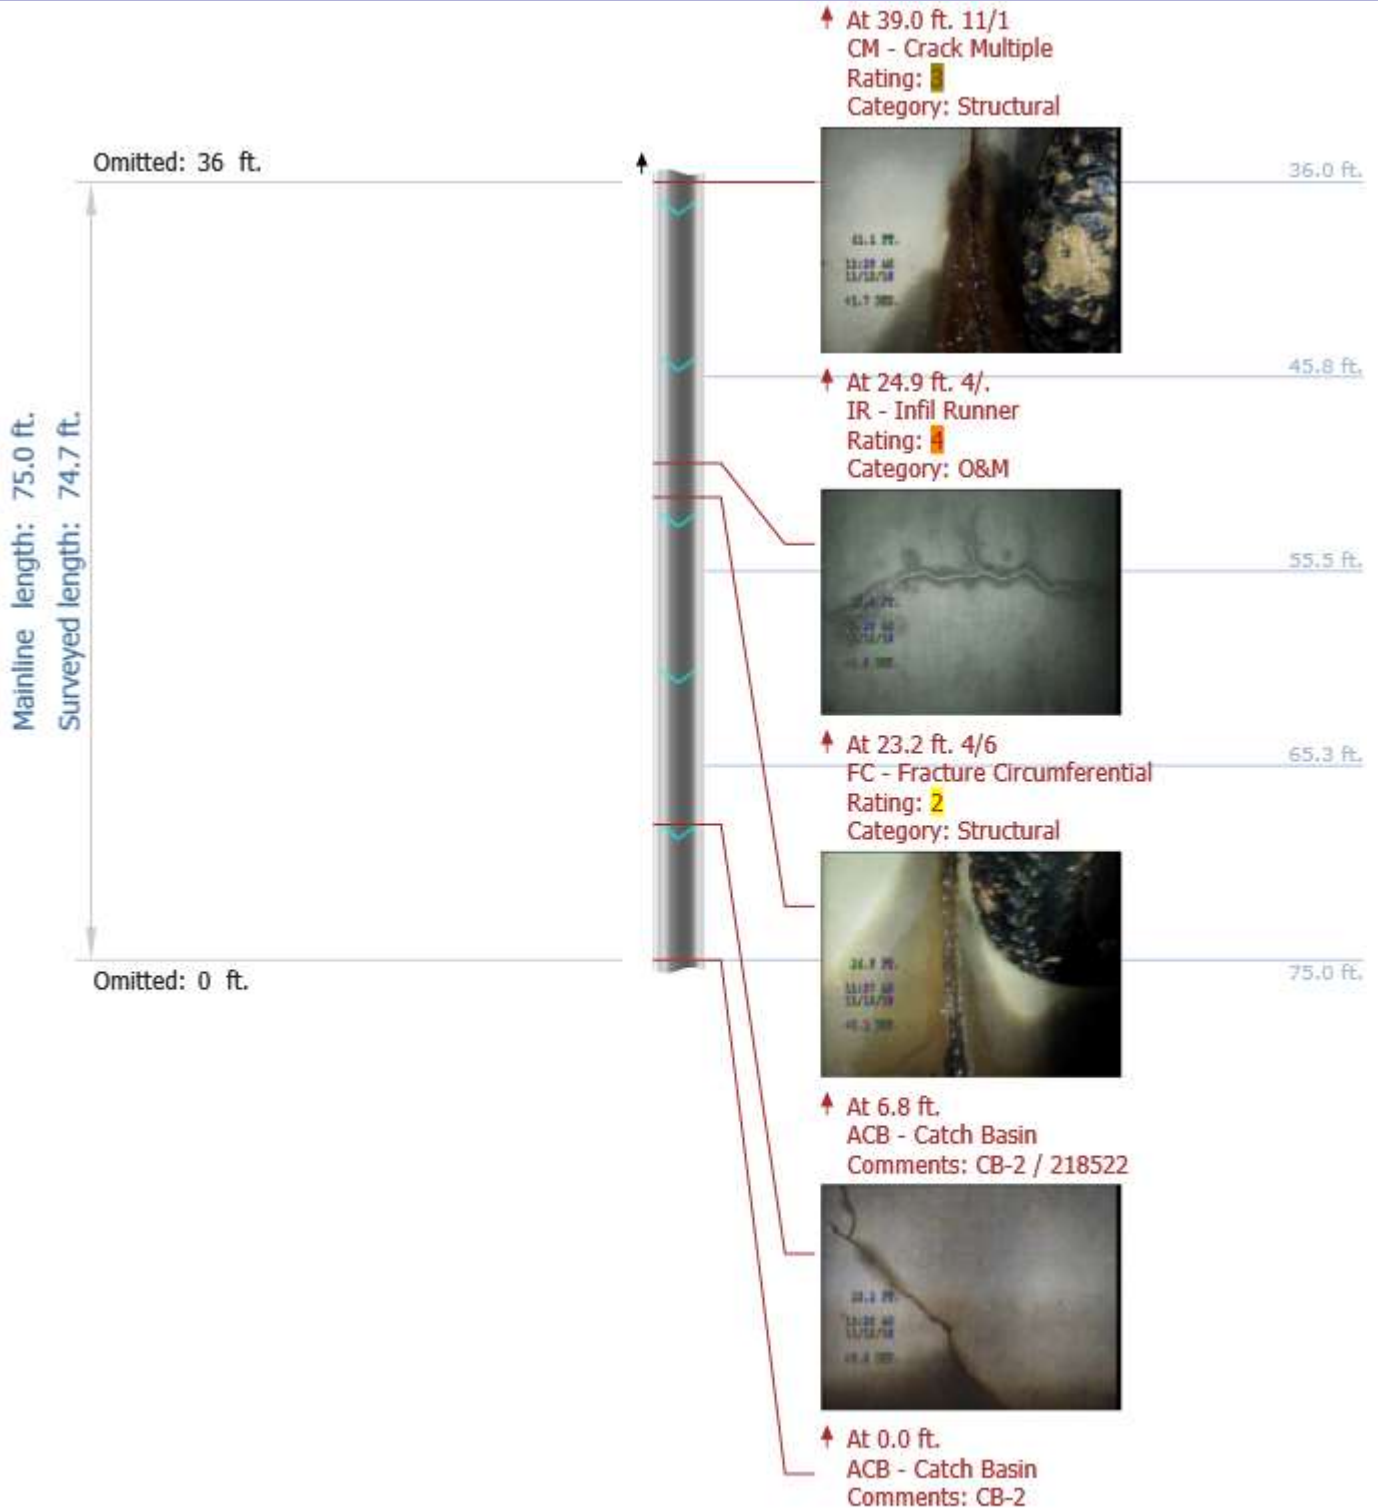 At 39.0 ft. 11/1
CM - Crack Multiple
Rating: 3
Category: Structural
Omitted: 36 ft.
36.0 ft.
45.8 ft.
At 24.9 ft. 4/.
IR - Infil Runner
Rating: 4
Category: O&M
Mainline length: 75.0 ft.
Surveyed length: 74.7 ft.
55.5 ft.
At 23.2 ft. 4/6
FC - Fracture Circumferential
65.3 ft.
Rating: 2
Category: Structural
Omitted: 0 ft.
75.0 ft.
At 6.8 ft.
ACB - Catch Basin
Comments: CB-2 / 218522
At 0.0 ft.
ACB - Catch Basin
Comments: CB-2